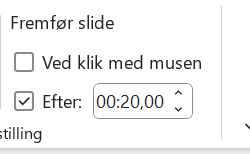 Fremfør slide
Ved klik med musen
Efter: 00:20,00
stilling